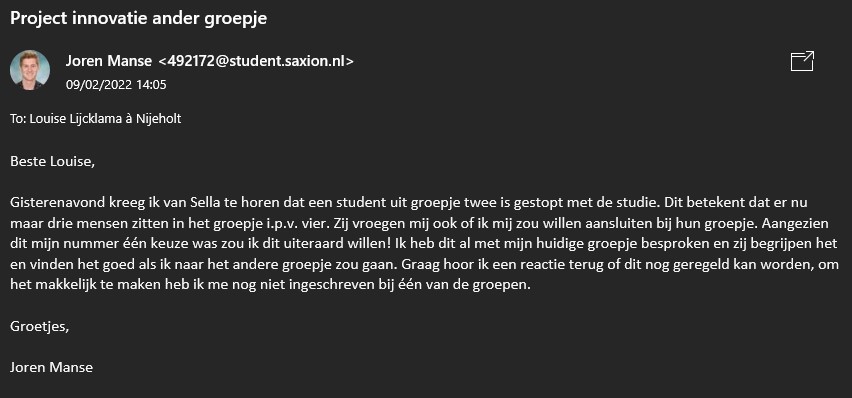 Project innovatie ander groepje
Joren Manse <492172@student.saxion.nl>
09/02/2022 14:05
To: Louise Lijcklama à Nijeholt
Beste Louise,
Gisterenavond kreeg ik van Sella te horen dat een student uit groepje twee is gestopt met de studie. Dit betekent dat er nu
maar drie mensen zitten in het groepje i.p.v. vier. Zij vroegen mij ook of ik mij zou willen aansluiten bij hun groepje. Aangezien
dit mijn nummer één keuze was zou ik dit uiteraard willen! Ik heb dit al met mijn huidige groepje besproken en zij begrijpen het
en vinden het goed als ik naar het andere groepje zou gaan. Graag hoor ik een reactie terug of dit nog geregeld kan worden, om
het makkelijk te maken heb ik me nog niet ingeschreven bij één van de groepen.
Groetjes,
Joren Manse